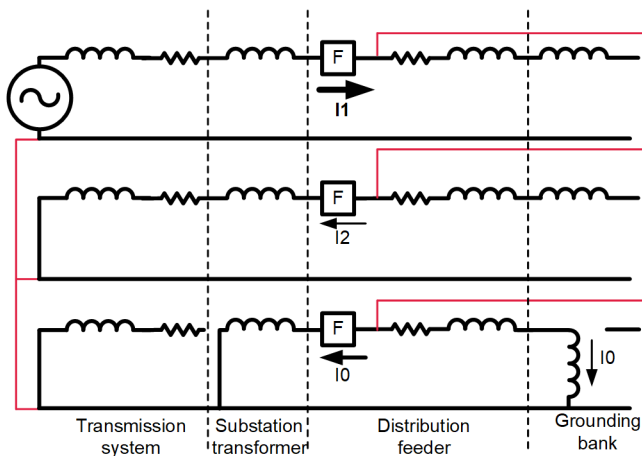 F
I1
F
I2
F
I0
I0
Transmission system
Substation transformer
Distribution feeder
Grounding bank